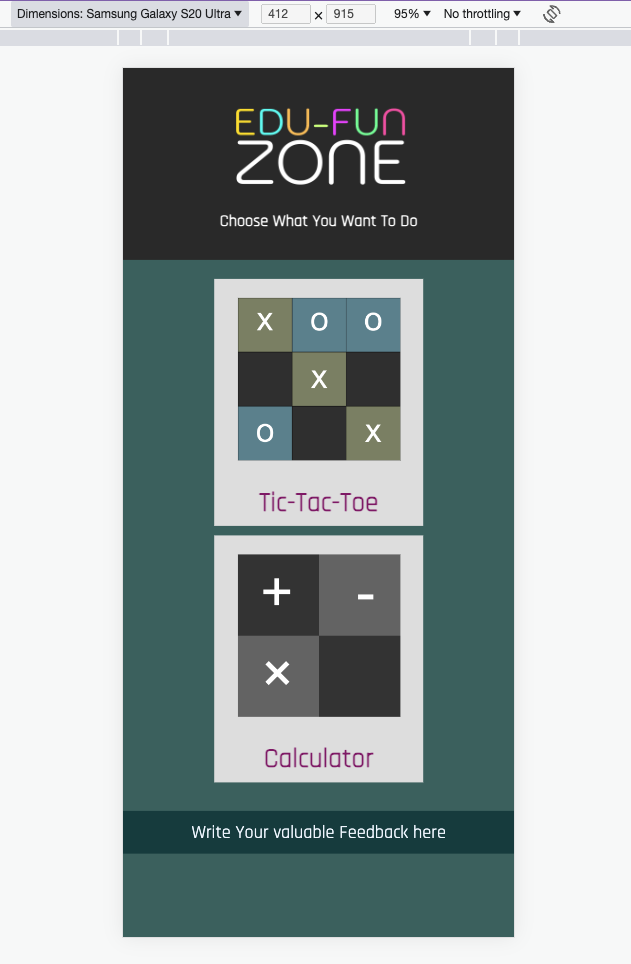 Dimensions: Samsung Galaxy S20 Ultra ▼ 412 x 915 95% ▼ No throttling ▼
EDU-FUN
ZONE
Choose What You Want To Do
X O O
X
O X
Tic-Tac-Toe
+ -
×
Calculator
Write Your valuable Feedback here